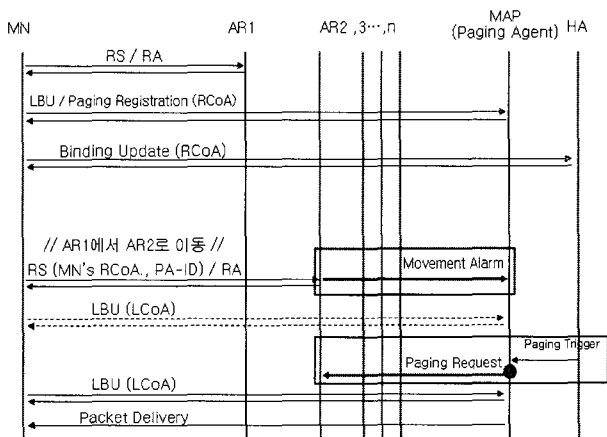 MAP
MN AR1 AR2 ,3⋯,n (Paging Agent) HA
RS / RA
LBU / Paging Registration (RCoA)
Binding Update (RCoA)
// AR1에서 AR2로 이동 //
RS (MN's RCoA., PA-ID) / RA
Movement Alarm
LBU (LCoA)
Paging Trigger
Paging Request
LBU (LCoA)
Packet Delivery